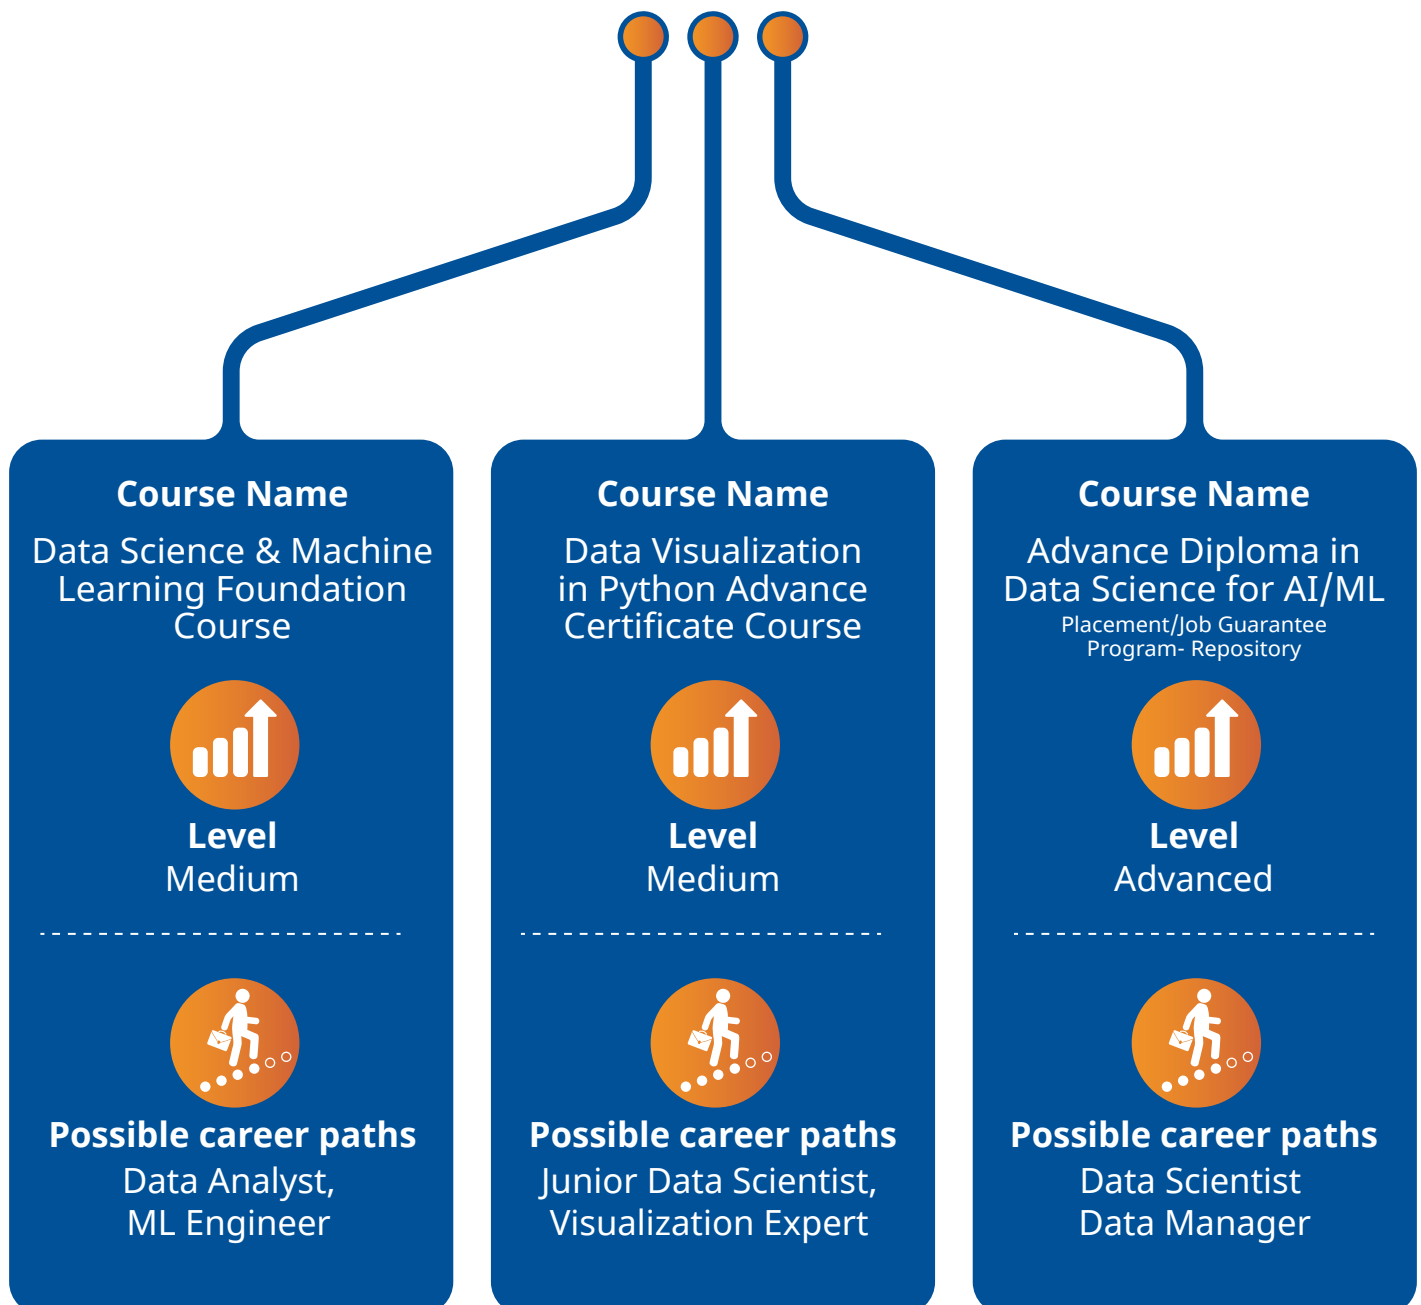 Course Name
Data Science & Machine
Learning Foundation
Course
Level
Medium
Possible career paths
Data Analyst,
ML Engineer
Course Name
Data Visualization
in Python Advance
Certificate Course
Level
Medium
Possible career paths
Junior Data Scientist,
Visualization Expert
Course Name
Advance Diploma in
Data Science for AI/ML
Placement/Job Guarantee
Program- Repository
Level
Advanced
Possible career paths
Data Scientist
Data Manager